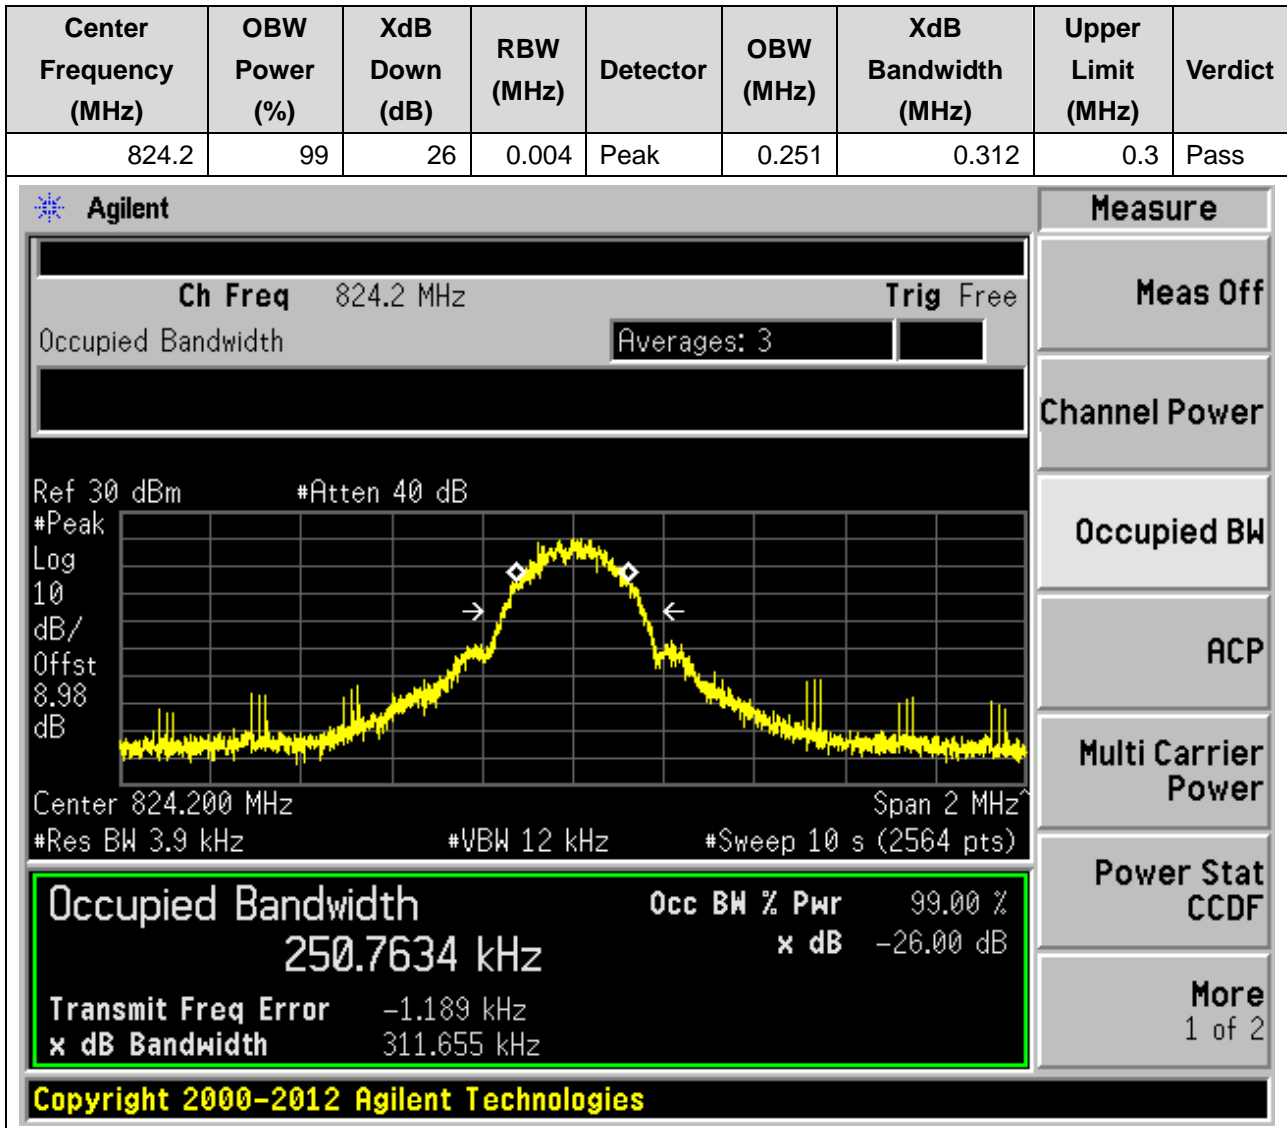 Center Frequency (MHz) OBW Power (%) XdB Down (dB) RBW (MHz) Detector OBW (MHz) XdB Bandwidth (MHz) Upper Limit (MHz) Verdict
824.2 99 26 0.004 Peak 0.251 0.312 0.3 Pass
Agilent Measure
Ch Freq 824.2 MHz Trig Free
Meas Off
Occupied Bandwidth Averages: 3
Channel Power
Ref 30 dBm #Atten 40 dB
#Peak
Log
10
dB/
Offst
8.98
dB
Occupied BW
ACP
Multi Carrier
Power
Center 824.200 MHz Span 2 MHz^
#Res BW 3.9 kHz #VBW 12 kHz #Sweep 10 s (2564 pts)
Power Stat
CCDF
Occupied Bandwidth Occ BW % Pwr 99.00 %
250.7634 kHz x dB -26.00 dB
Transmit Freq Error -1.189 kHz
x dB Bandwidth 311.655 kHz
More
1 of 2
Copyright 2000-2012 Agilent Technologies